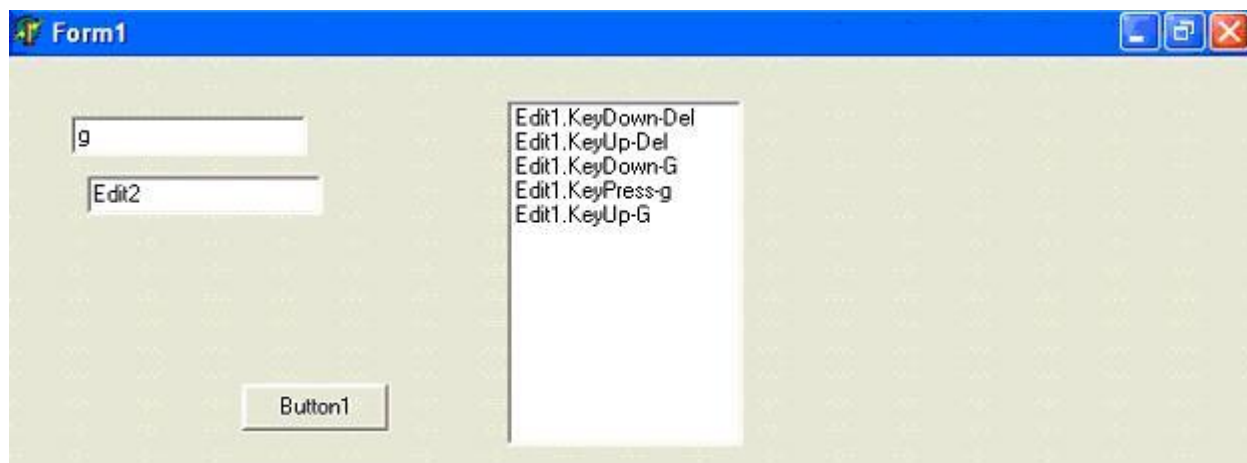 Form1
g
Edit2
Button1
Edit1.KeyDown-Del
Edit1.KeyUp-Del
Edit1.KeyDown-G
Edit1.KeyPress-g
Edit1.KeyUp-G